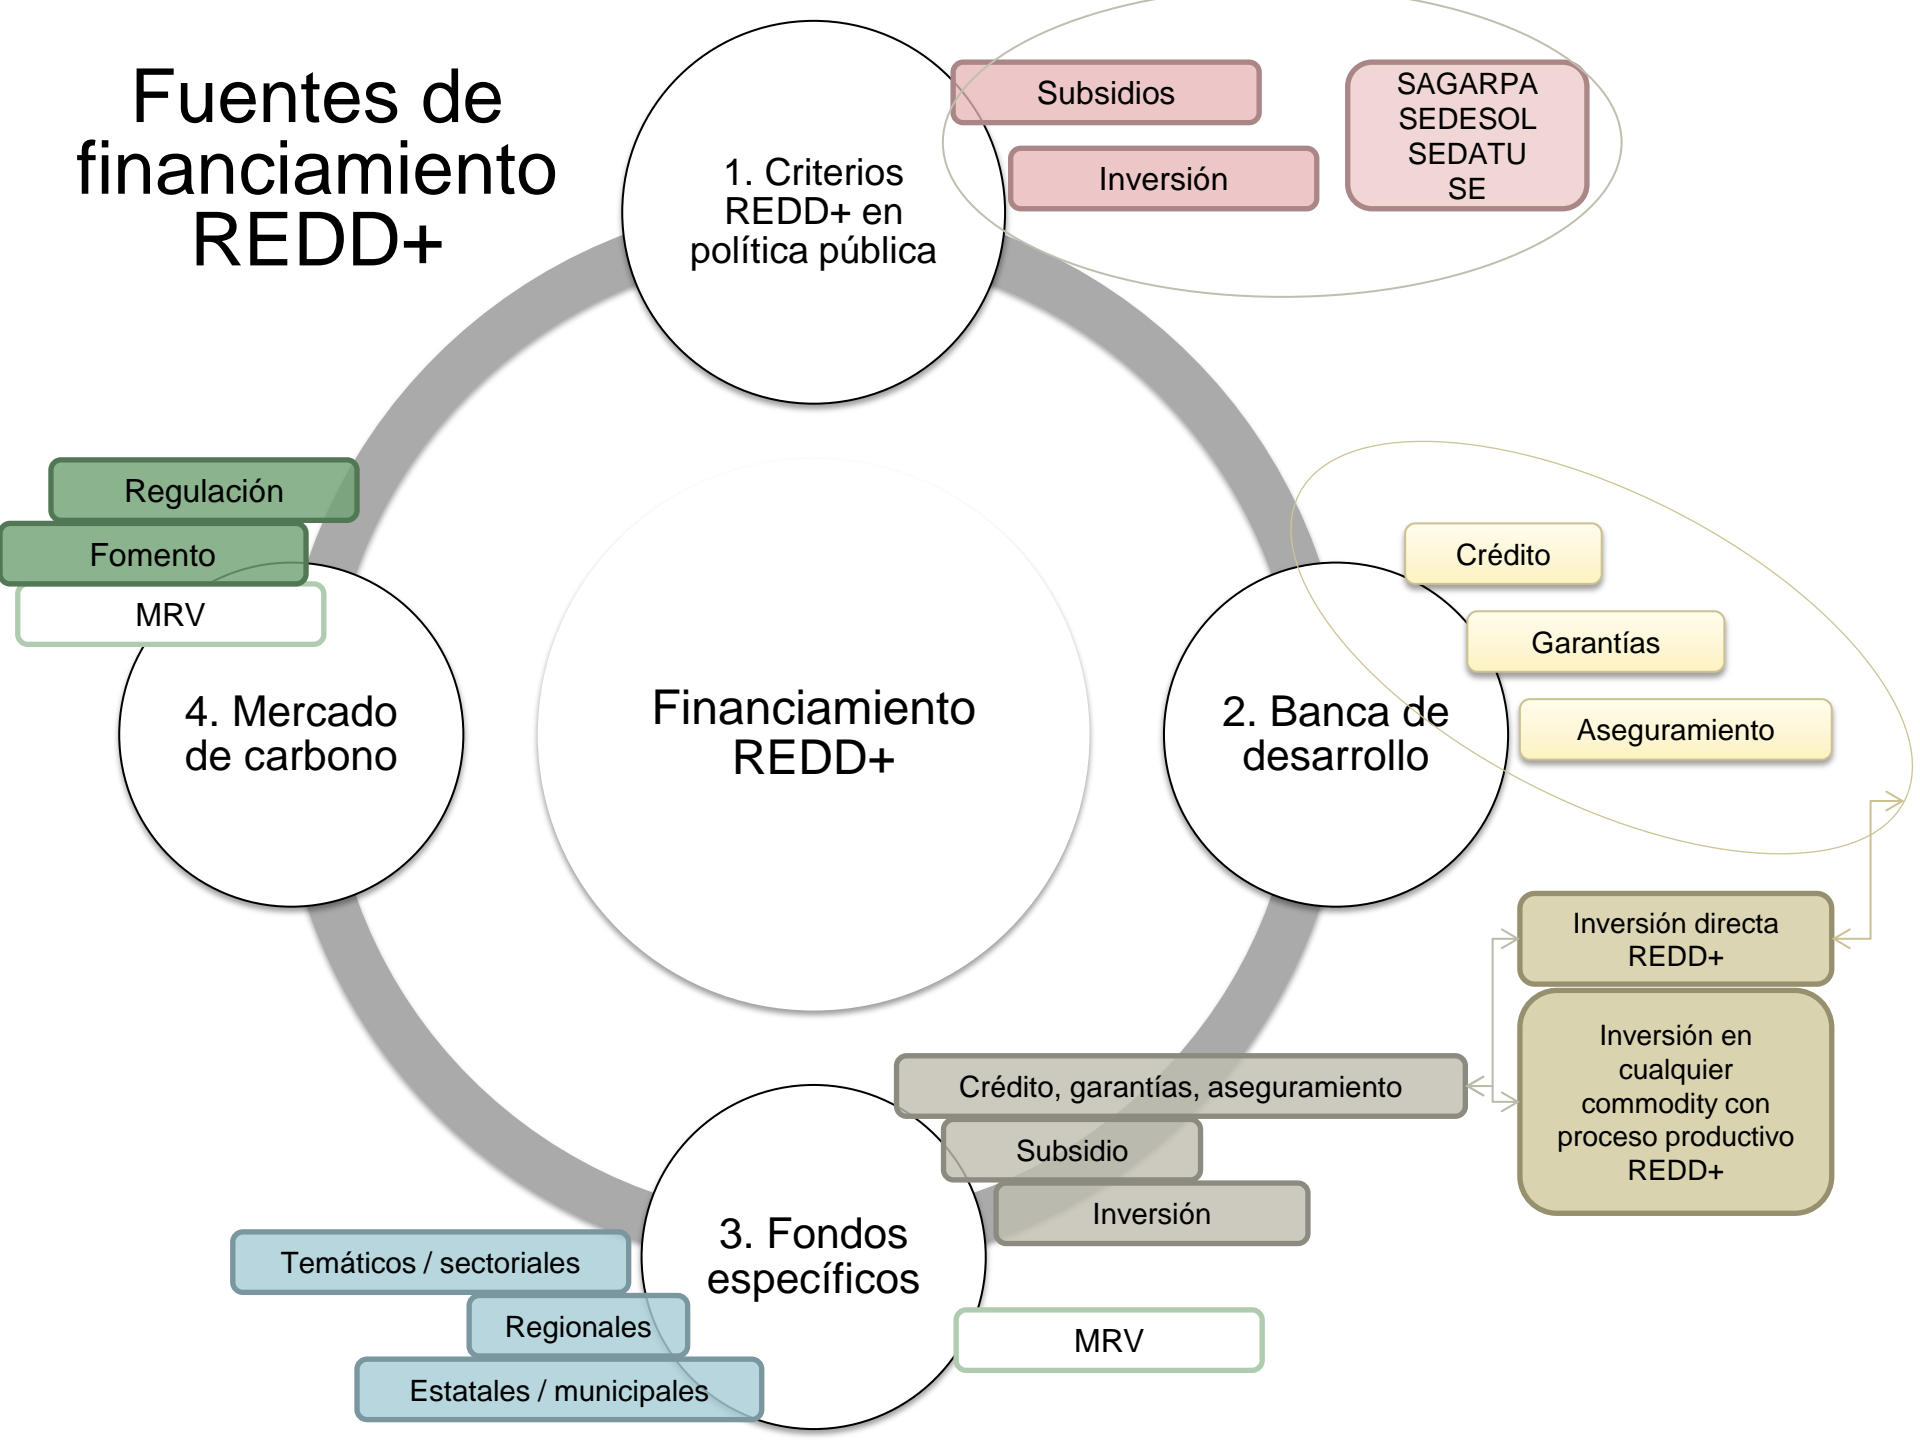 Fuentes de
financiamiento
REDD+
1. Criterios
REDD+ en
política pública
Subsidios
Inversión
SAGARPA
SEDESOL
SEDATU
SE
Regulación
Fomento
MRV
4. Mercado
de carbono
Financiamiento
REDD+
2. Banca de
desarrollo
Crédito
Garantías
Aseguramiento
Inversión directa
REDD+
Inversión en
cualquier
commodity con
proceso productivo
REDD+
Crédito, garantías, aseguramiento
Subsidio
Inversión
3. Fondos
específicos
MRV
Temáticos / sectoriales
Regionales
Estatales / municipales